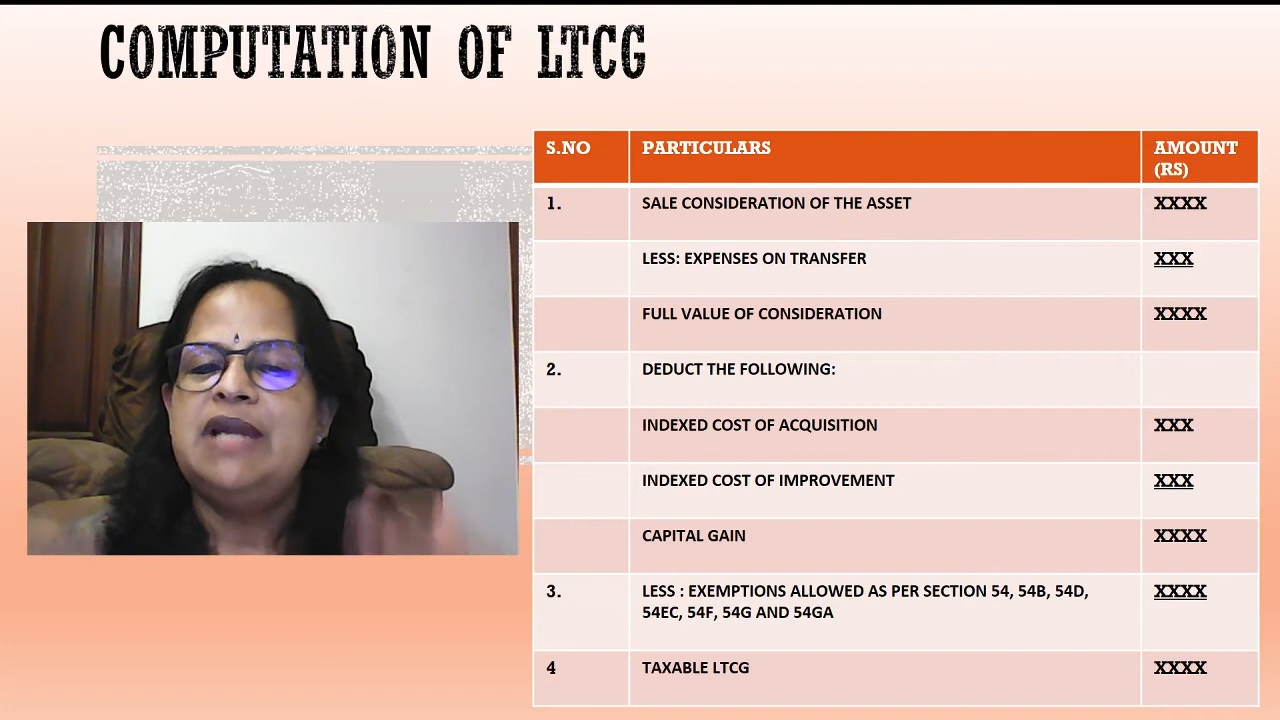 COMPUTATION OF LTCG
S.NO PARTICULARS AMOUNT
(RS)
1. SALE CONSIDERATION OF THE ASSET XXXX
LESS: EXPENSES ON TRANSFER XXX
FULL VALUE OF CONSIDERATION XXXX
2. DEDUCT THE FOLLOWING:
INDEXED COST OF ACQUISITION XXX
INDEXED COST OF IMPROVEMENT XXX
CAPITAL GAIN XXXX
3. LESS : EXEMPTIONS ALLOWED AS PER SECTION 54, 54B, 54D, XXXX
54EC, 54F, 54G AND 54GA
4 TAXABLE LTCG XXXX